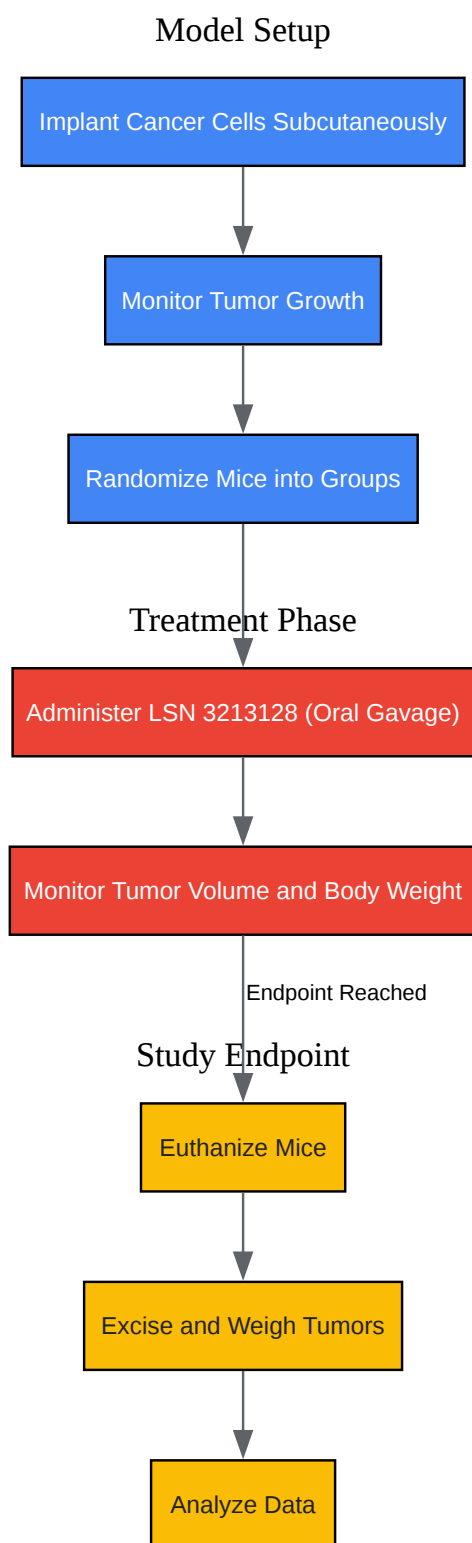 Model Setup
Implant Cancer Cells Subcutaneously
Monitor Tumor Growth
Randomize Mice into Groups
Treatment Phase
Administer LSN 3213128 (Oral Gavage)
Monitor Tumor Volume and Body Weight
Endpoint Reached
Study Endpoint
Euthanize Mice
Excise and Weigh Tumors
Analyze Data